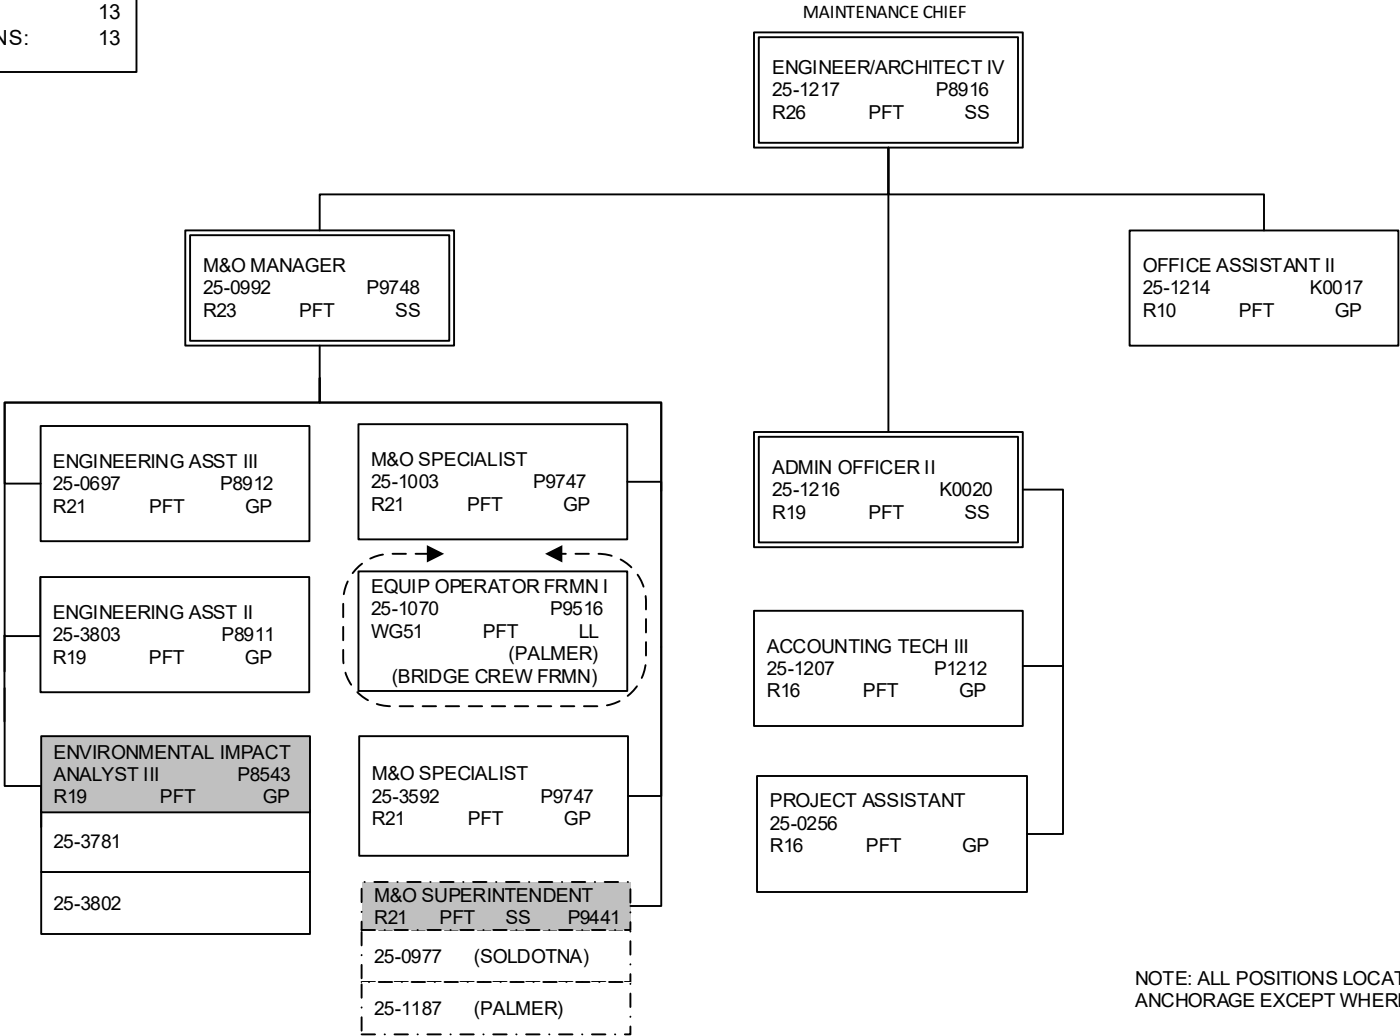 13
NS: 13
MAINTENANCE CHIEF
ENGINEER/ARCHITECT IV
25-1217 P8916
R26 PFT SS
M&O MANAGER
25-0992 P9748
R23 PFT SS
OFFICE ASSISTANT II
25-1214 K0017
R10 PFT GP
ENGINEERING ASST III
25-0697 P8912
R21 PFT GP
M&O SPECIALIST
25-1003 P9747
R21 PFT GP
ADMIN OFFICER II
25-1216 K0020
R19 PFT SS
ENGINEERING ASST II
25-3803 P8911
R19 PFT GP
EQUIP OPERATOR FRMN I
25-1070 P9516
WG51 PFT LL
(PALMER)
(BRIDGE CREW FRMN)
ACCOUNTING TECH III
25-1207 P1212
R16 PFT GP
ENVIRONMENTAL IMPACT
ANALYST III P8543
R19 PFT GP
25-3781
25-3802
M&O SPECIALIST
25-3592 P9747
R21 PFT GP
PROJECT ASSISTANT
25-0256
R16 PFT GP
M&O SUPERINTENDENT
R21 PFT SS P9441
25-0977 (SOLDOTNA)
25-1187 (PALMER)
NOTE: ALL POSITIONS LOCAT
ANCHORAGE EXCEPT WHER